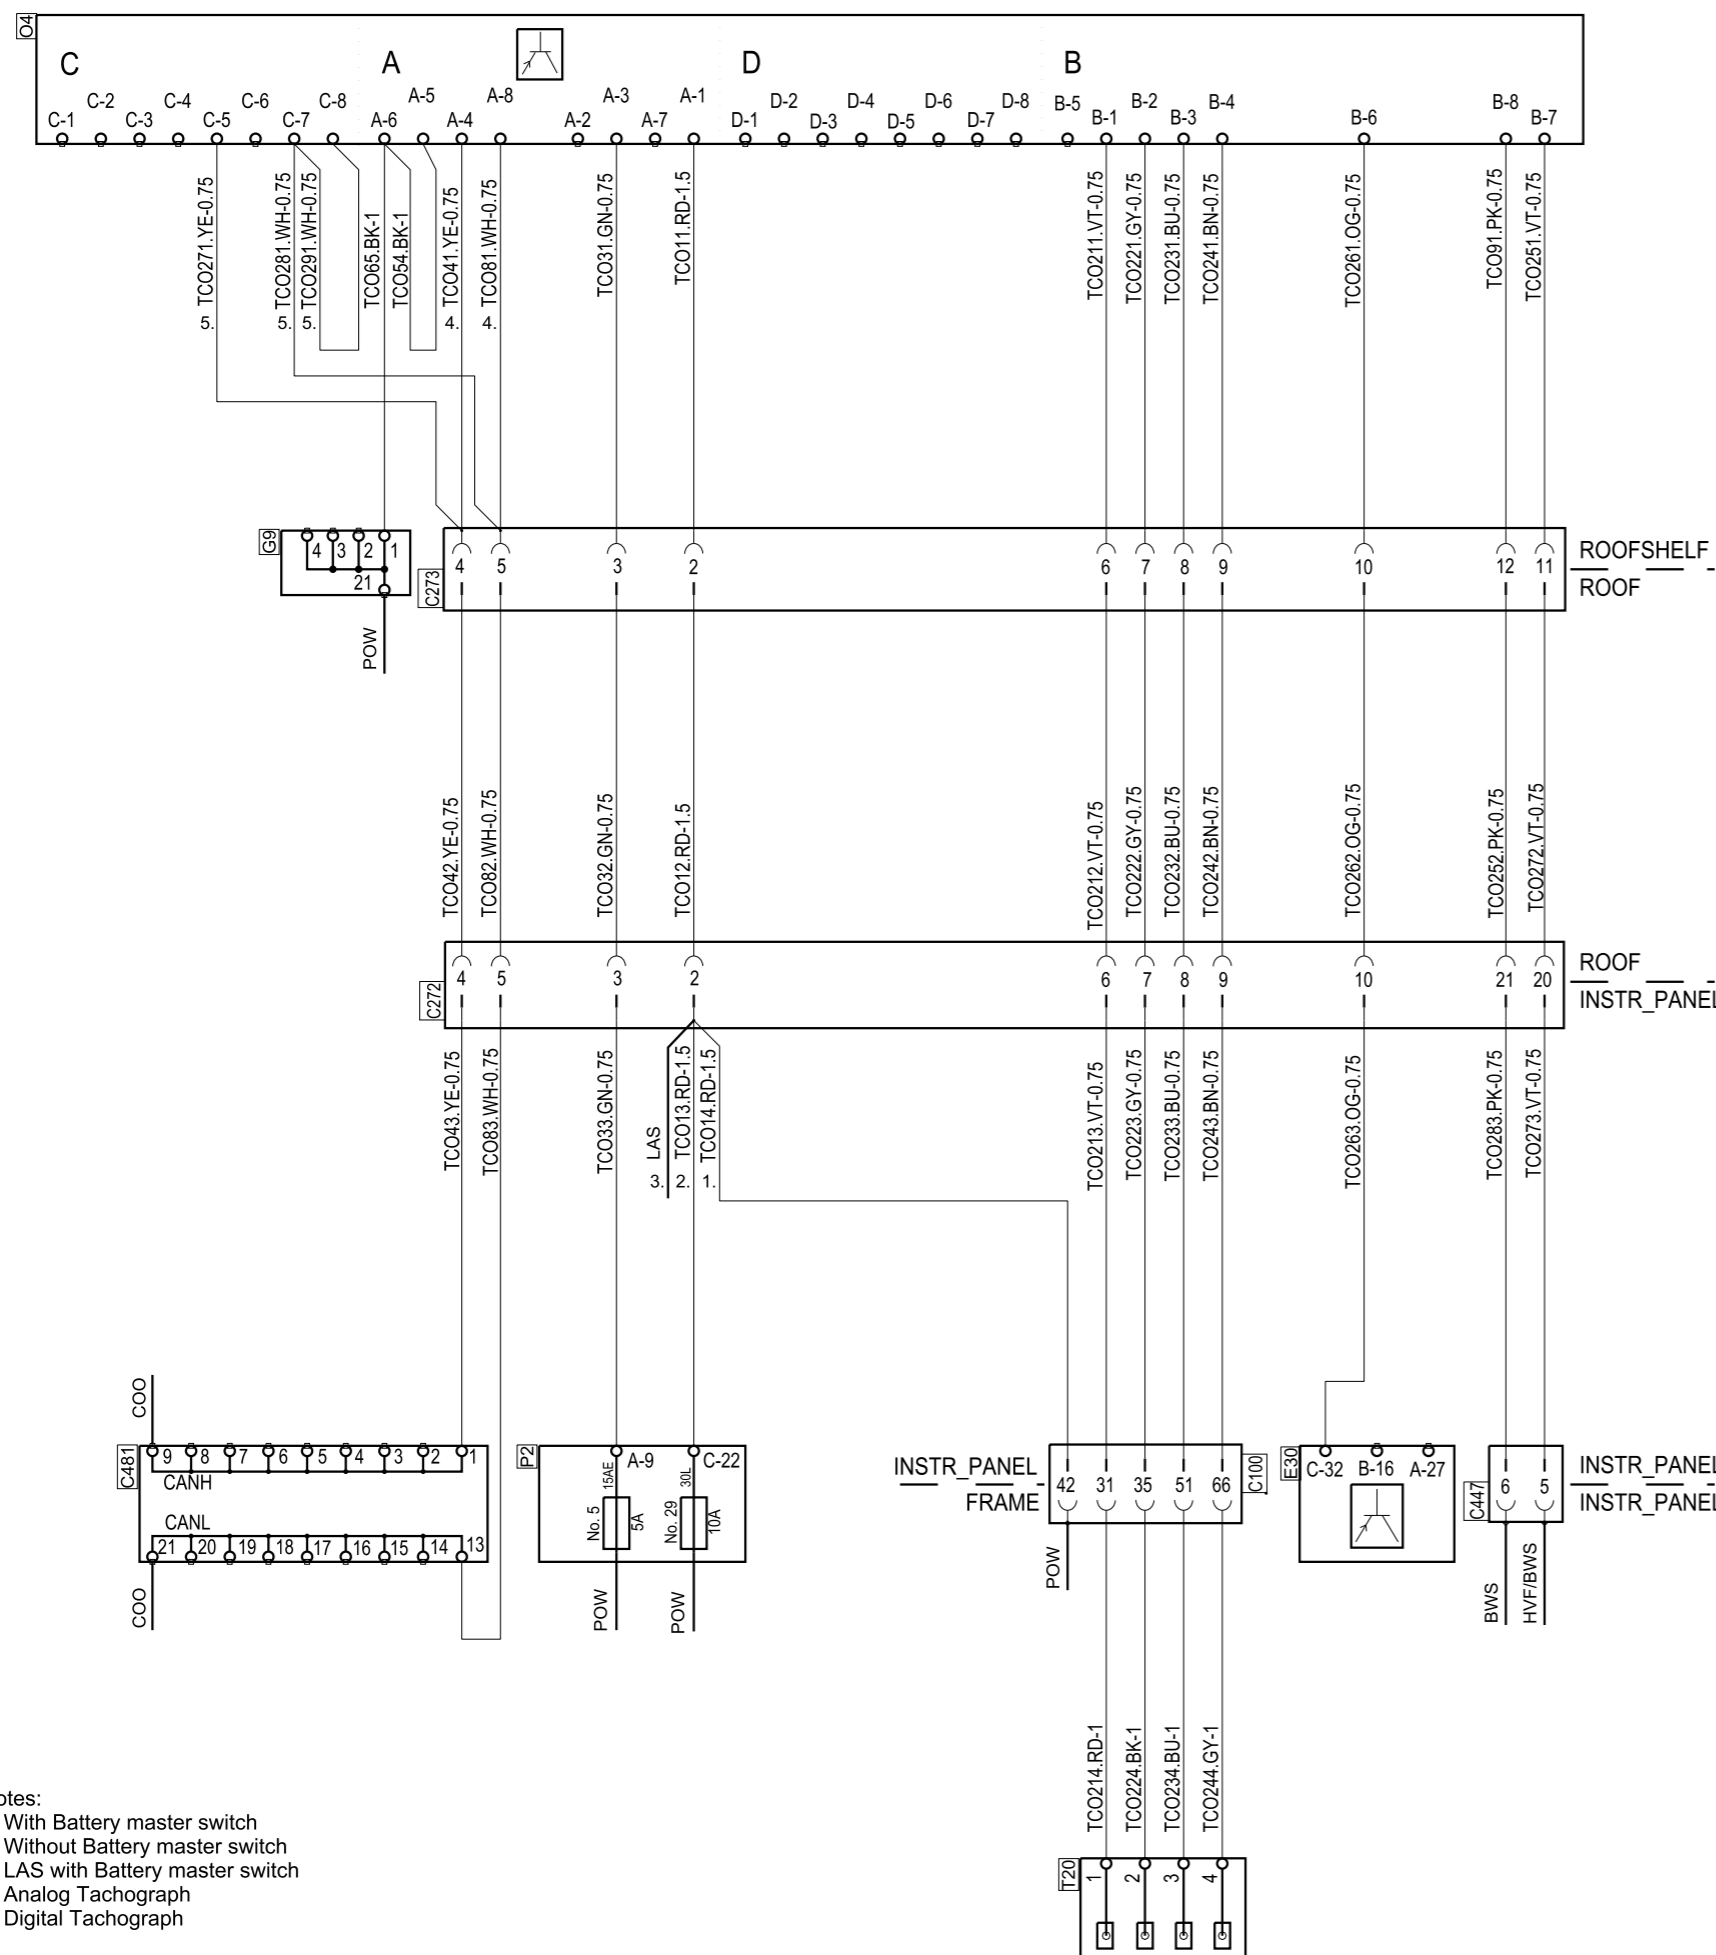 O4
C A D B
C-2 C-4 C-6 C-8 A-5 A-8 A-3 A-1 D-2 D-4 D-6 D-8 B-5 B-2 B-4 B-8
C-1 C-3 C-5 C-7 A-6 A-4 A-2 A-7 D-1 D-3 D-5 D-7 B-1 B-3 B-6 B-7
TCO271.YE-0.75
TCO281.WH-0.75
TCO291.WH-0.75
TCO65.BK-1
TCO54.BK-1
TCO41.YE-0.75
TCO81.WH-0.75
TCO31.GN-0.75
TCO11.RD-1.5
TCO211.VT-0.75
TCO221.GY-0.75
TCO231.BU-0.75
TCO241.BN-0.75
TCO261.OG-0.75
TCO91.PK-0.75
TCO251.VT-0.75
5. 5. 5. 4. 4.
G9
4 3 2 1
21
POW
C273
4 5 3 2 6 7 8 9 10 12 11
ROOFSHELF
ROOF
TCO42.YE-0.75
TCO82.WH-0.75
TCO32.GN-0.75
TCO12.RD-1.5
TCO212.VT-0.75
TCO222.GY-0.75
TCO232.BU-0.75
TCO242.BN-0.75
TCO262.OG-0.75
TCO252.PK-0.75
TCO272.VT-0.75
C272
4 5 3 2 6 7 8 9 10 21 20
ROOF
INSTR_PANEL
TCO43.YE-0.75
TCO83.WH-0.75
TCO33.GN-0.75
LAS
TCO13.RD-1.5
TCO14.RD-1.5
3. 2. 1.
TCO213.VT-0.75
TCO223.GY-0.75
TCO233.BU-0.75
TCO243.BN-0.75
TCO263.OG-0.75
TCO283.PK-0.75
TCO273.VT-0.75
COO
C481
9 8 7 6 5 4 3 2 1
CANH
CANL
21 20 19 18 17 16 15 14 13
COO
P2
A-9 C-22
15AE 30L
No. 5 5A No. 29 10A
POW POW
INSTR_PANEL
FRAME
42 31 35 51 66
C100
POW
E30
C-32 B-16 A-27
C447
6 5
INSTR_PANEL
INSTR_PANEL
BWS HVF/BWS
TCO214.RD-1
TCO224.BK-1
TCO234.BU-1
TCO244.GY-1
T20
1 2 3 4
otes:
With Battery master switch
Without Battery master switch
LAS with Battery master switch
Analog Tachograph
Digital Tachograph